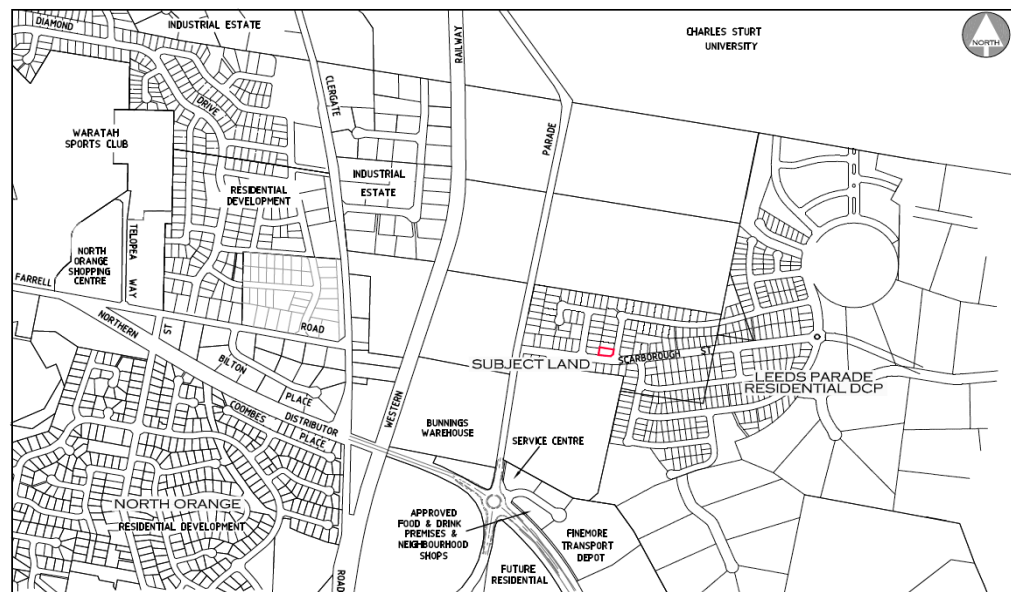 DIAMOND
INDUSTRIAL ESTATE
CHARLES STURT
UNIVERSITY
NORTH
RAILWAY
CLERGATE
DRIVE
PARADE
WARATAH
SPORTS CLUB
INDUSTRIAL
ESTATE
RESIDENTIAL
DEVELOPMENT
TELOPEA WAY
NORTH
ORANGE
SHOPPING
CENTRE
FARRELL
ROAD
NORTHERN
ST
BILTON
PLACE
SUBJECT LAND
SCARBOROUGH ST
LEEDS PARADE
RESIDENTIAL DCP
COOMBES
PLACE
DISTRIBUTOR
WESTERN
BUNNINGS
WAREHOUSE
SERVICE CENTRE
NORTH ORANGE
RESIDENTIAL DEVELOPMENT
APPROVED
FOOD & DRINK
PREMISES &
NEIGHBOURHOOD
SHOPS
FINEMORE
TRANSPORT
DEPOT
FUTURE
RESIDENTIAL
ROAD